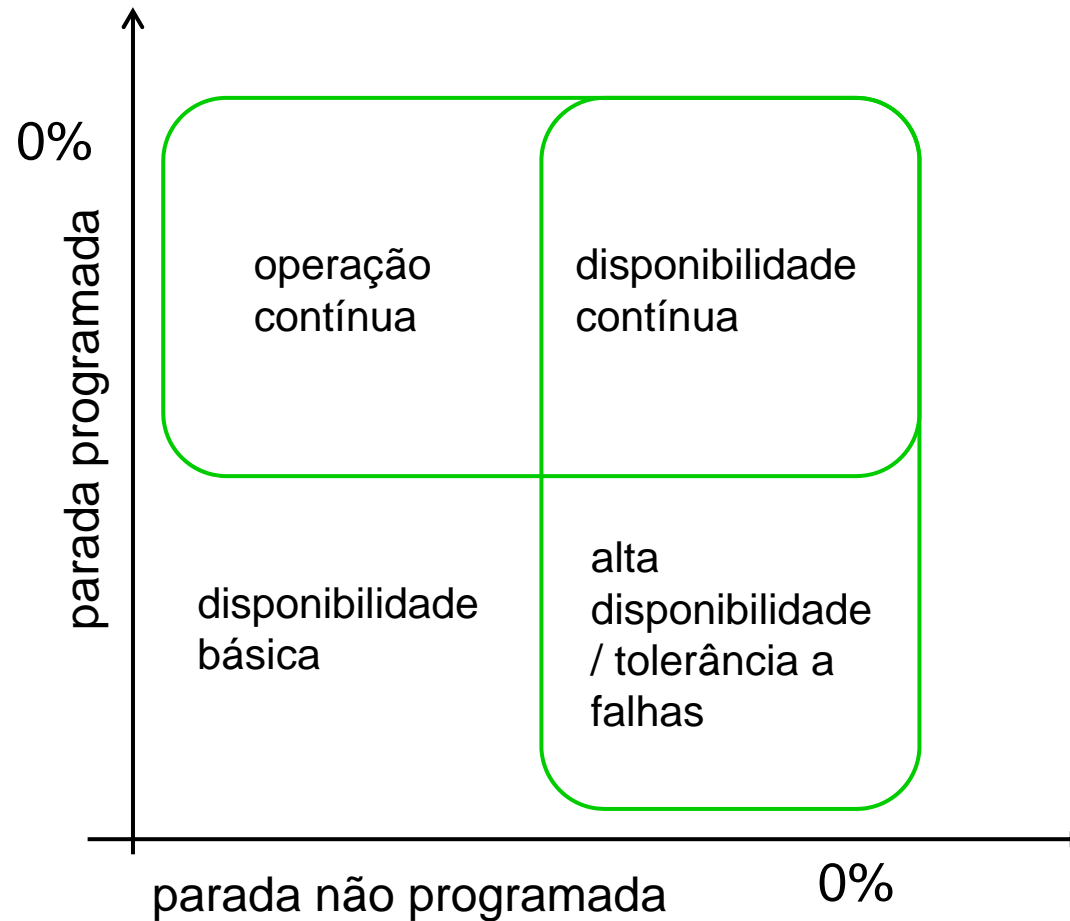 0%
parada programada
operação
contínua
disponibilidade
contínua
disponibilidade
básica
alta
disponibilidade
/ tolerância a
falhas
parada não programada
0%